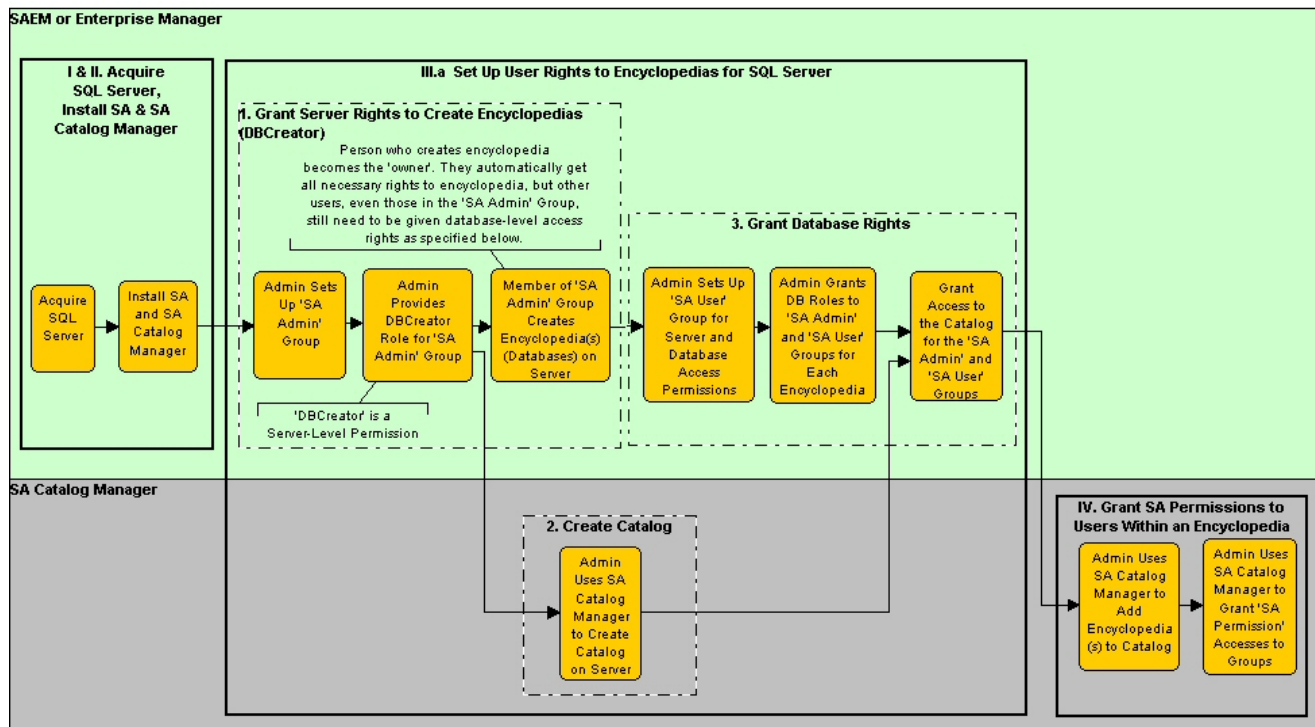 SAEM or Enterprise Manager
I & II. Acquire
SQL Server,
Install SA & SA
Catalog Manager
III.a Set Up User Rights to Encyclopedias for SQL Server
1. Grant Server Rights to Create Encyclopedias
(DBCreator)
Person who creates encyclopedia
becomes the 'owner'. They automatically get
all necessary rights to encyclopedia, but other
users, even those in the 'SA Admin' Group,
still need to be given database-level access
rights as specified below.
3. Grant Database Rights
Acquire
SQL
Server
Install SA
and SA
Catalog
Manager
Admin Sets
Up 'SA
Admin'
Group
Admin
Provides
DBCreator
Role for 'SA
Admin' Group
Member of 'SA
Admin' Group
Creates
Encyclopedia(s)
(Databases) on
Server
Admin Sets Up
'SA User'
Group for
Server and
Database
Access
Permissions
Admin Grants
DB Roles to
'SA Admin'
and 'SA User'
Groups for
Each
Encyclopedia
Grant
Access to
the Catalog
for the 'SA
Admin' and
'SA User'
Groups
'DBCreator' is a
Server-Level Permission
SA Catalog Manager
2. Create Catalog
Admin
Uses SA
Catalog
Manager
to Create
Catalog
on Server
IV. Grant SA Permissions to
Users Within an Encyclopedia
Admin Uses
SA Catalog
Manager to
Add
Encyclopedia
(s) to Catalog
Admin Uses
SA Catalog
Manager to
Grant 'SA
Permission'
Accesses to
Groups